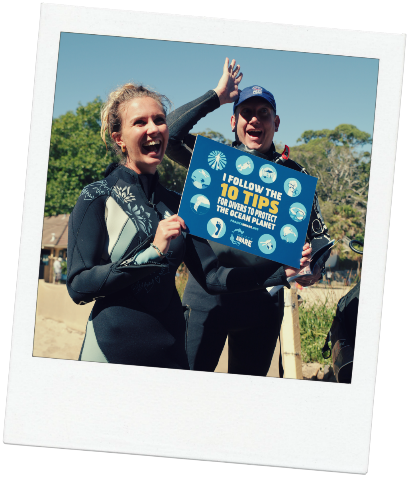 I FOLLOW THE
10 TIPS
FOR DIVERS TO PROTECT
THE OCEAN PLANET
AWARE